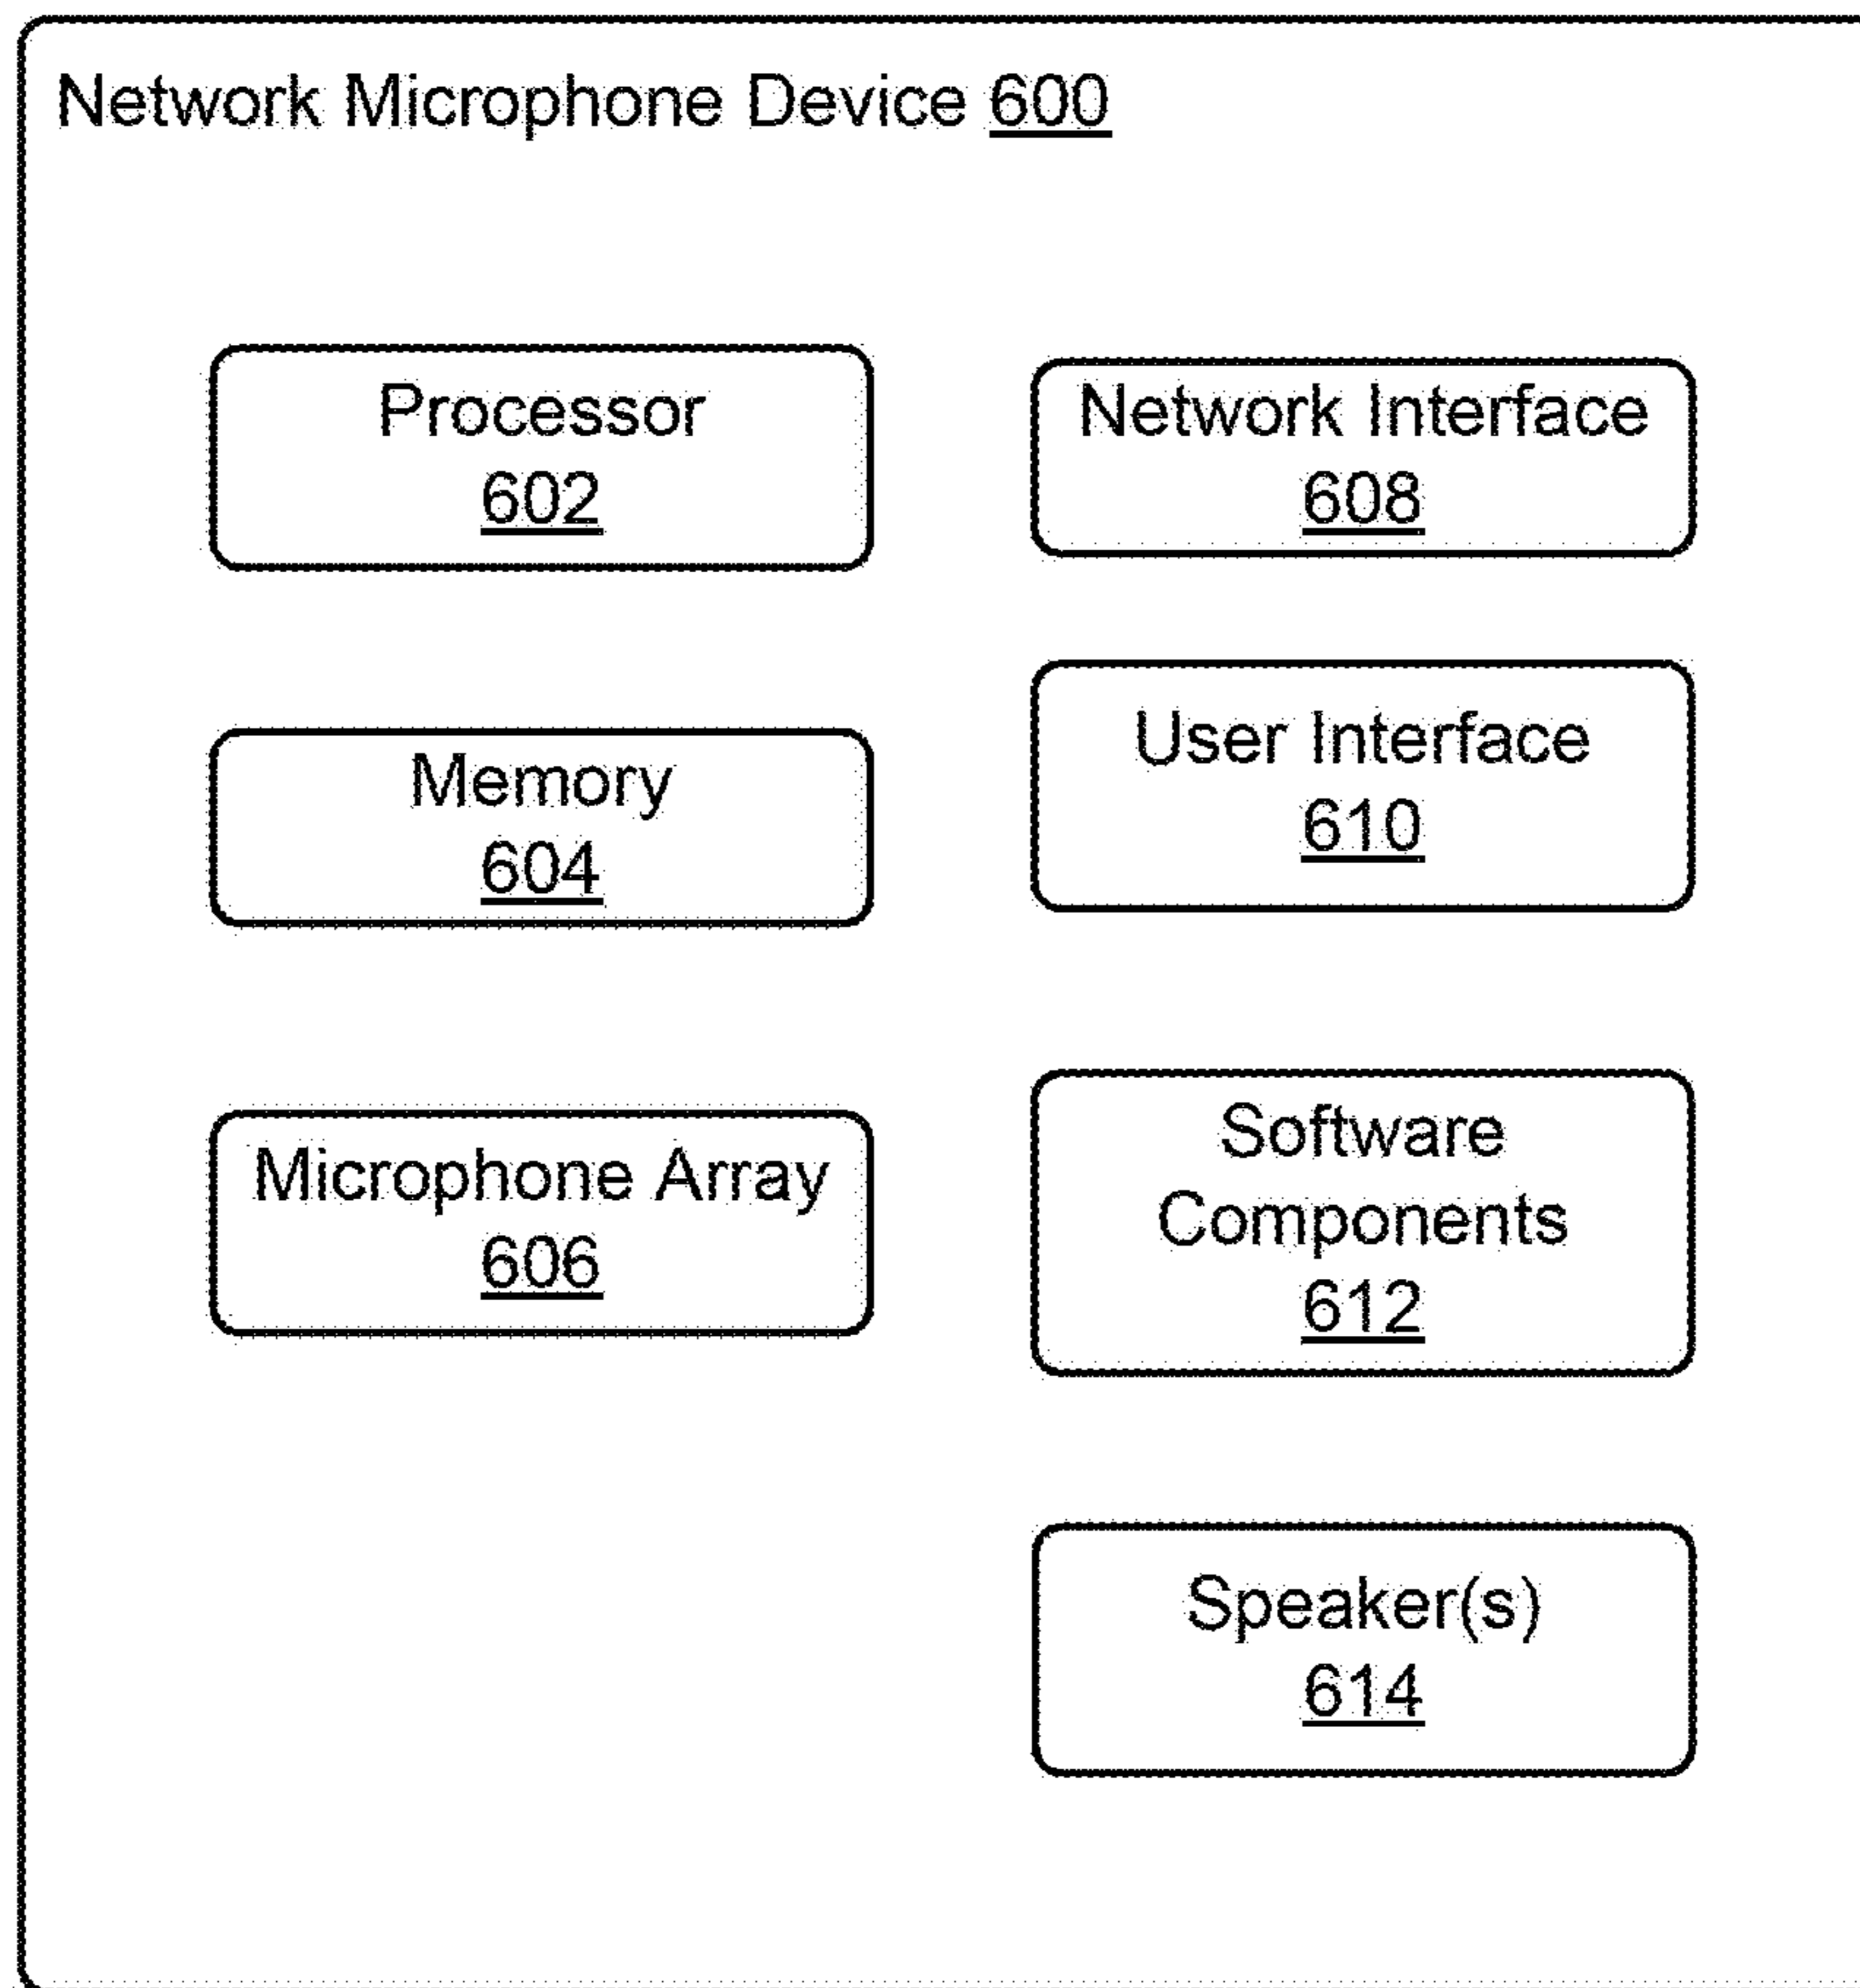 Network Microphone Device 600
Processor
602
Memory
604
Microphone Array
606
Network Interface
608
User Interface
610
Software
Components
612
Speaker(s)
614